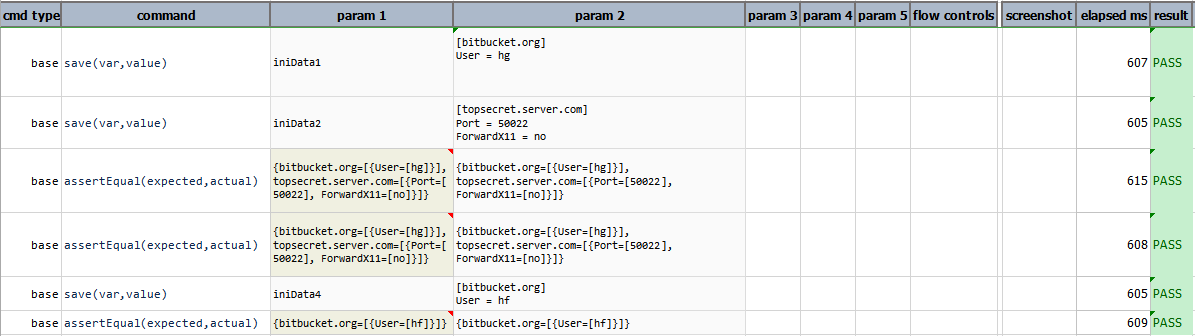 cmd type command param 1 param 2 param 3 param 4 param 5 flow controls screenshot elapsed ms result
base save(var,value) iniData1 [bitbucket.org]
User = hg 607 PASS
base save(var,value) iniData2 [topsecret.server.com]
Port = 50022
ForwardX11 = no 605 PASS
base assertEqual(expected,actual) {bitbucket.org=[{User=[hg]}],
topsecret.server.com=[{Port=[
50022], ForwardX11=[no]}]}
{bitbucket.org=[{User=[hg]}],
topsecret.server.com=[{Port=[50022],
ForwardX11=[no]}]} 615 PASS
base assertEqual(expected,actual) {bitbucket.org=[{User=[hg]}],
topsecret.server.com=[{Port=[
50022], ForwardX11=[no]}]}
{bitbucket.org=[{User=[hg]}],
topsecret.server.com=[{Port=[50022],
ForwardX11=[no]}]} 608 PASS
base save(var,value) iniData4 [bitbucket.org]
User = hf 605 PASS
base assertEqual(expected,actual) {bitbucket.org=[{User=[hf]}]} {bitbucket.org=[{User=[hf]}]} 609 PASS